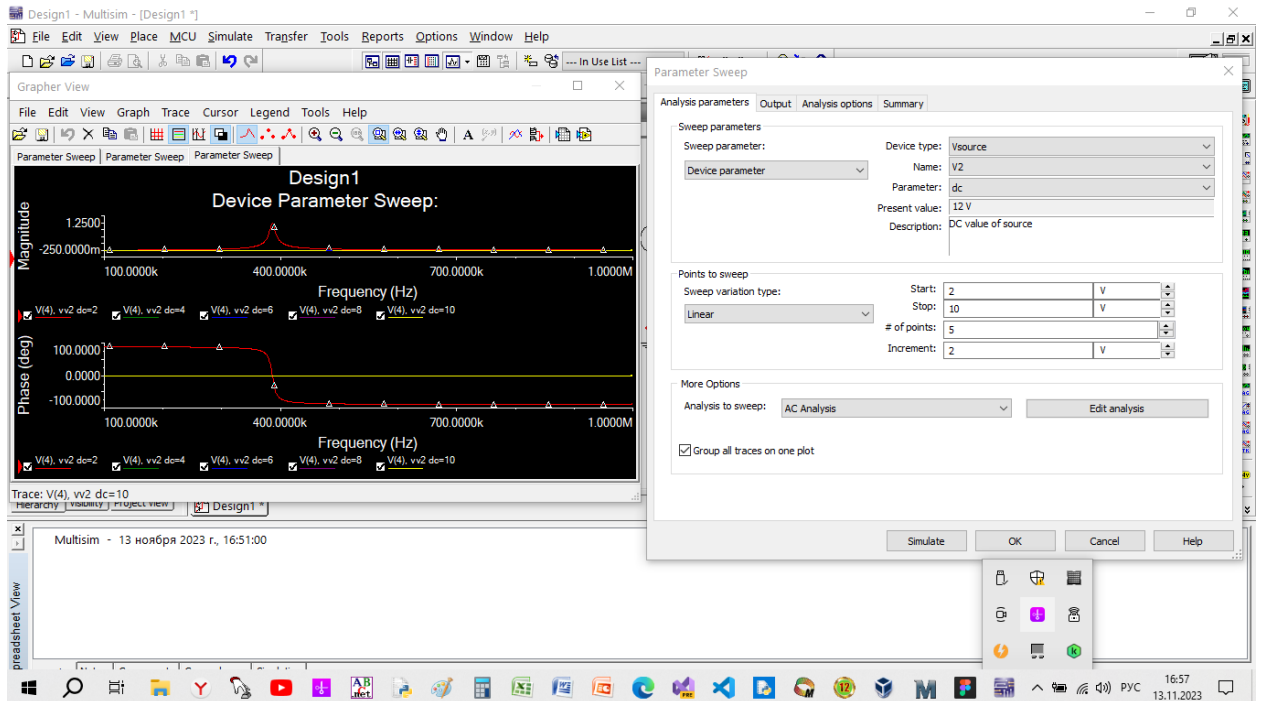 Design1 - Multisim - [Design1 *]
File Edit View Place MCU Simulate Transfer Tools Reports Options Window Help
--- In Use List ---
Grapher View
File Edit View Graph Trace Cursor Legend Tools Help
Parameter Sweep Parameter Sweep Parameter Sweep
Design1
Device Parameter Sweep:
Magnitude
1.2500
-250.0000m
100.0000k 400.0000k 700.0000k 1.0000M
Frequency (Hz)
V(4), vv2 dc=2 V(4), vv2 dc=4 V(4), vv2 dc=6 V(4), vv2 dc=8 V(4), vv2 dc=10
Phase (deg)
100.0000
0.0000
-100.0000
100.0000k 400.0000k 700.0000k 1.0000M
Frequency (Hz)
V(4), vv2 dc=2 V(4), vv2 dc=4 V(4), vv2 dc=6 V(4), vv2 dc=8 V(4), vv2 dc=10
Trace: V(4), vv2 dc=10
Hierarchy Visibility Project View Design1 *
Multisim - 13 ноября 2023 г., 16:51:00
preadsheet View
Parameter Sweep
Analysis parameters Output Analysis options Summary
Sweep parameters
Sweep parameter:
Device parameter
Device type: Vsource
Name: V2
Parameter: dc
Present value: 12 V
Description: DC value of source
Points to sweep
Sweep variation type:
Linear
Start: 2 V
Stop: 10 V
# of points: 5
Increment: 2 V
More Options
Analysis to sweep: AC Analysis Edit analysis
Group all traces on one plot
Simulate OK Cancel Help
AB
.net
12
PRE
РУС
16:57
13.11.2023